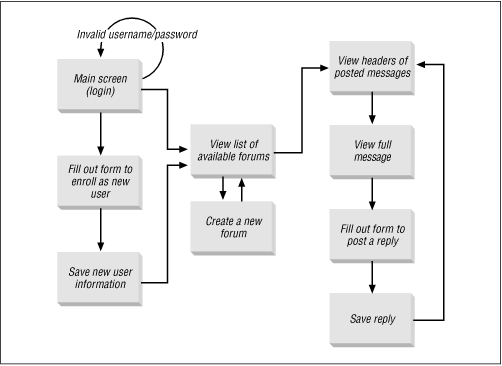 Invalid username/password
Main screen
(login)
Fill out form to
enroll as new
user
Save new user
information
View list of
available forums
Create a new
forum
View headers of
posted messages
View full
message
Fill out form to
post a reply
Save reply